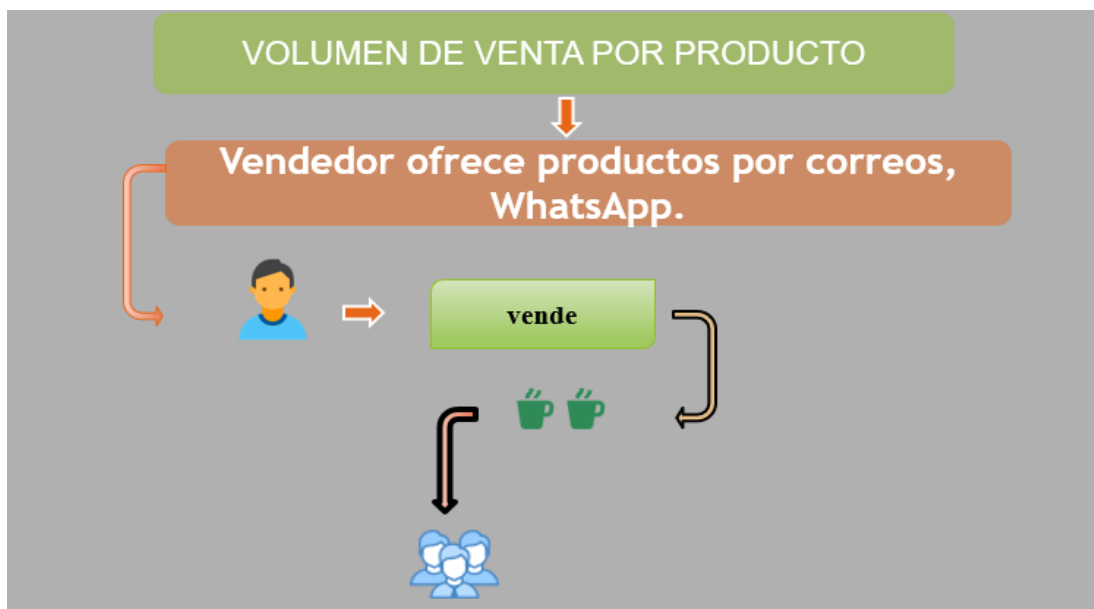 VOLUMEN DE VENTA POR PRODUCTO
Vendedor ofrece productos por correos,
WhatsApp.
vende